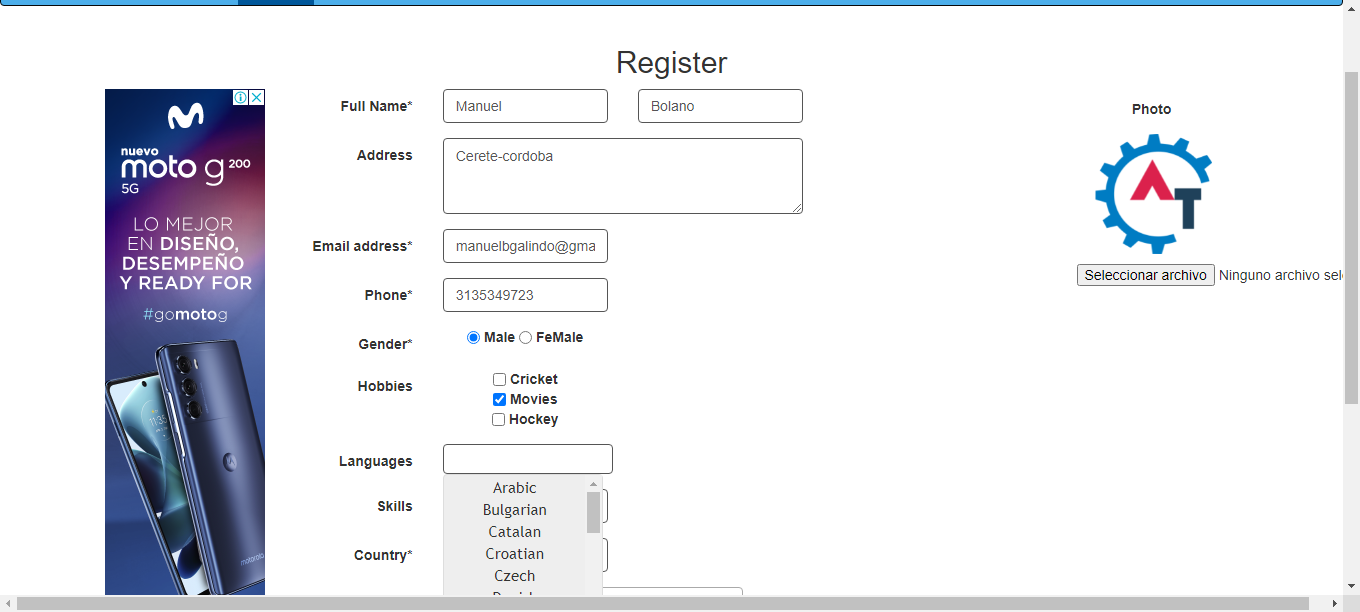 Register
nuevo
moto g 200
5G
LO MEJOR
EN DISEÑO,
DESEMPEÑO
Y READY FOR
#gomotog
motorola
Full Name*
Manuel
Bolano
Address
Cerete-cordoba
Email address*
manuelbgalindo@gma
Phone*
3135349723
Gender*
Male
FeMale
Hobbies
Cricket
Movies
Hockey
Languages
Arabic
Bulgarian
Catalan
Croatian
Czech
Skills
Country*
Photo
AT
Seleccionar archivo
Ninguno archivo sel